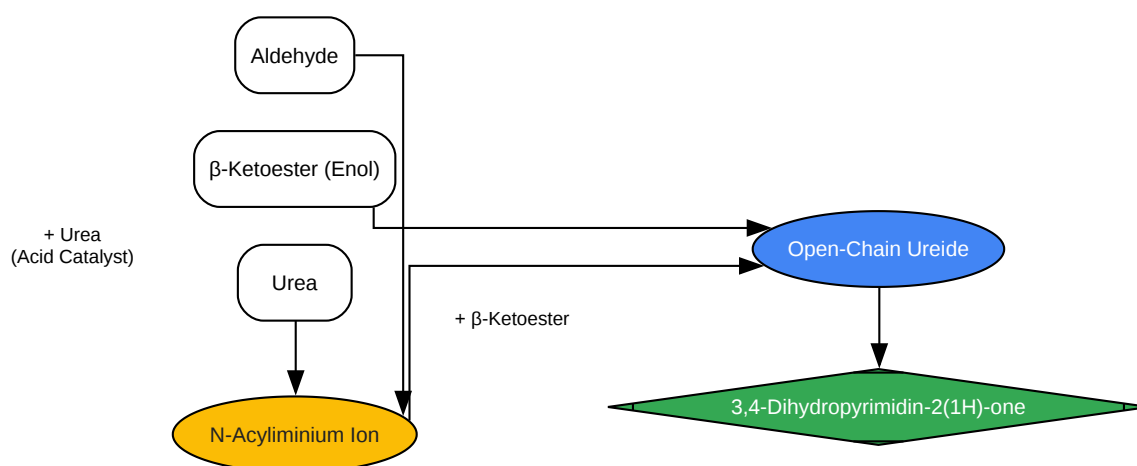 Aldehyde
β-Ketoester (Enol)
+ Urea
(Acid Catalyst)
Urea
Open-Chain Ureide
+ β-Ketoester
N-Acyliminium Ion
3,4-Dihydropyrimidin-2(1H)-one